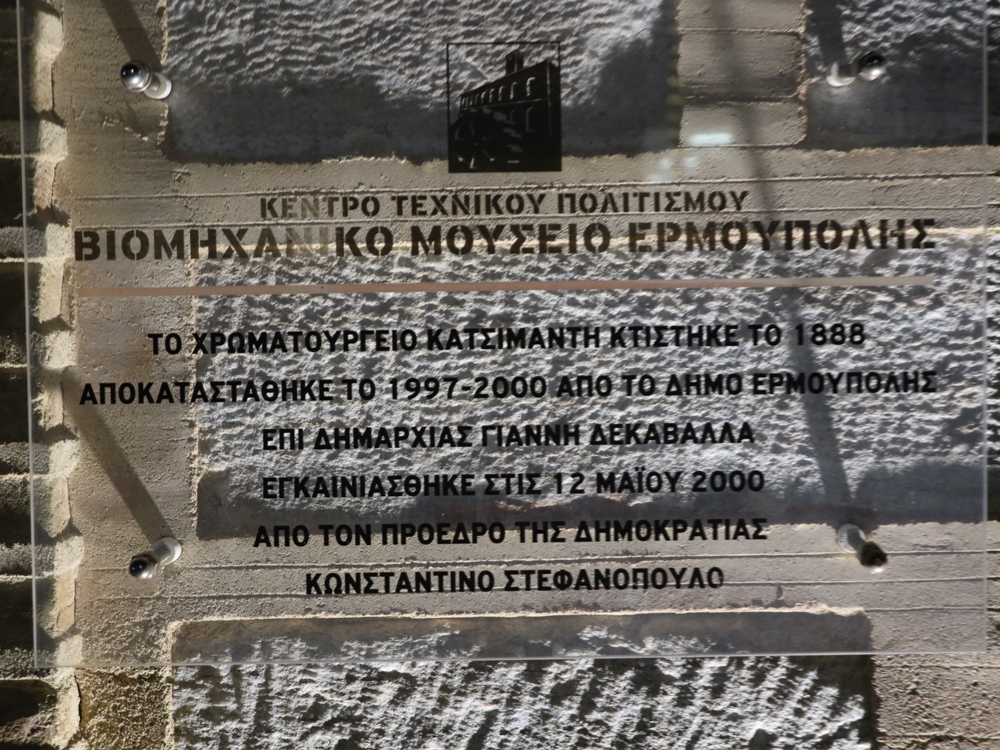 ΚΕΝΤΡΟ ΤΕΧΝΙΚΟΥ ΠΟΛΙΤΙΣΜΟΥ
ΒΙΟΜΗΧΑΝΙΚΟ ΜΟΥΣΕΙΟ ΕΡΜΟΥΠΟΛΗΣ
ΤΟ ΧΡΩΜΑΤΟΥΡΓΕΙΟ ΚΑΤΣΙΜΑΝΤΗ ΚΤΙΣΤΗΚΕ ΤΟ 1888
ΑΠΟΚΑΤΑΣΤΑΘΗΚΕ ΤΟ 1997-2000 ΑΠΟ ΤΟ ΔΗΜΟ ΕΡΜΟΥΠΟΛΗΣ
ΕΠΙ ΔΗΜΑΡΧΙΑΣ ΓΙΑΝΝΗ ΔΕΚΑΒΑΛΛΑ
ΕΓΚΑΙΝΙΑΣΘΗΚΕ ΣΤΙΣ 12 ΜΑΪΟΥ 2000
ΑΠΟ ΤΟΝ ΠΡΟΕΔΡΟ ΤΗΣ ΔΗΜΟΚΡΑΤΙΑΣ
ΚΩΝΣΤΑΝΤΙΝΟ ΣΤΕΦΑΝΟΠΟΥΛΟ